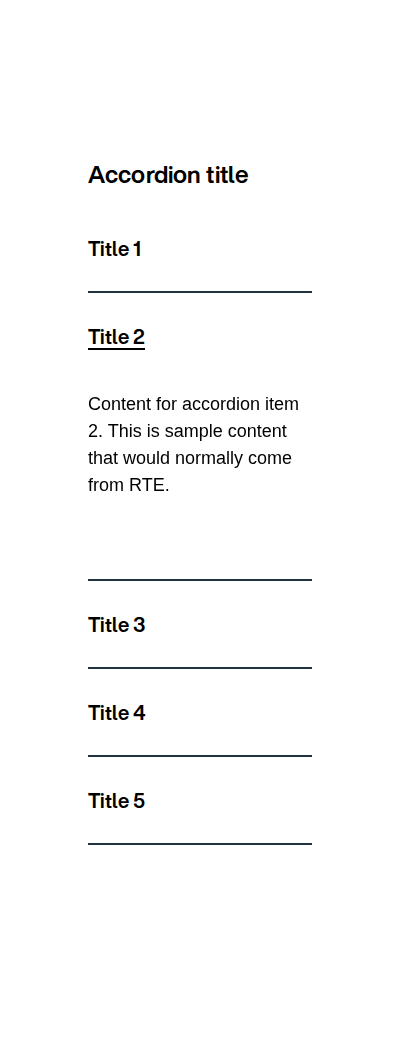 Accordion title
Title 1
Title 2
Content for accordion item
2. This is sample content
that would normally come
from RTE.
Title 3
Title 4
Title 5